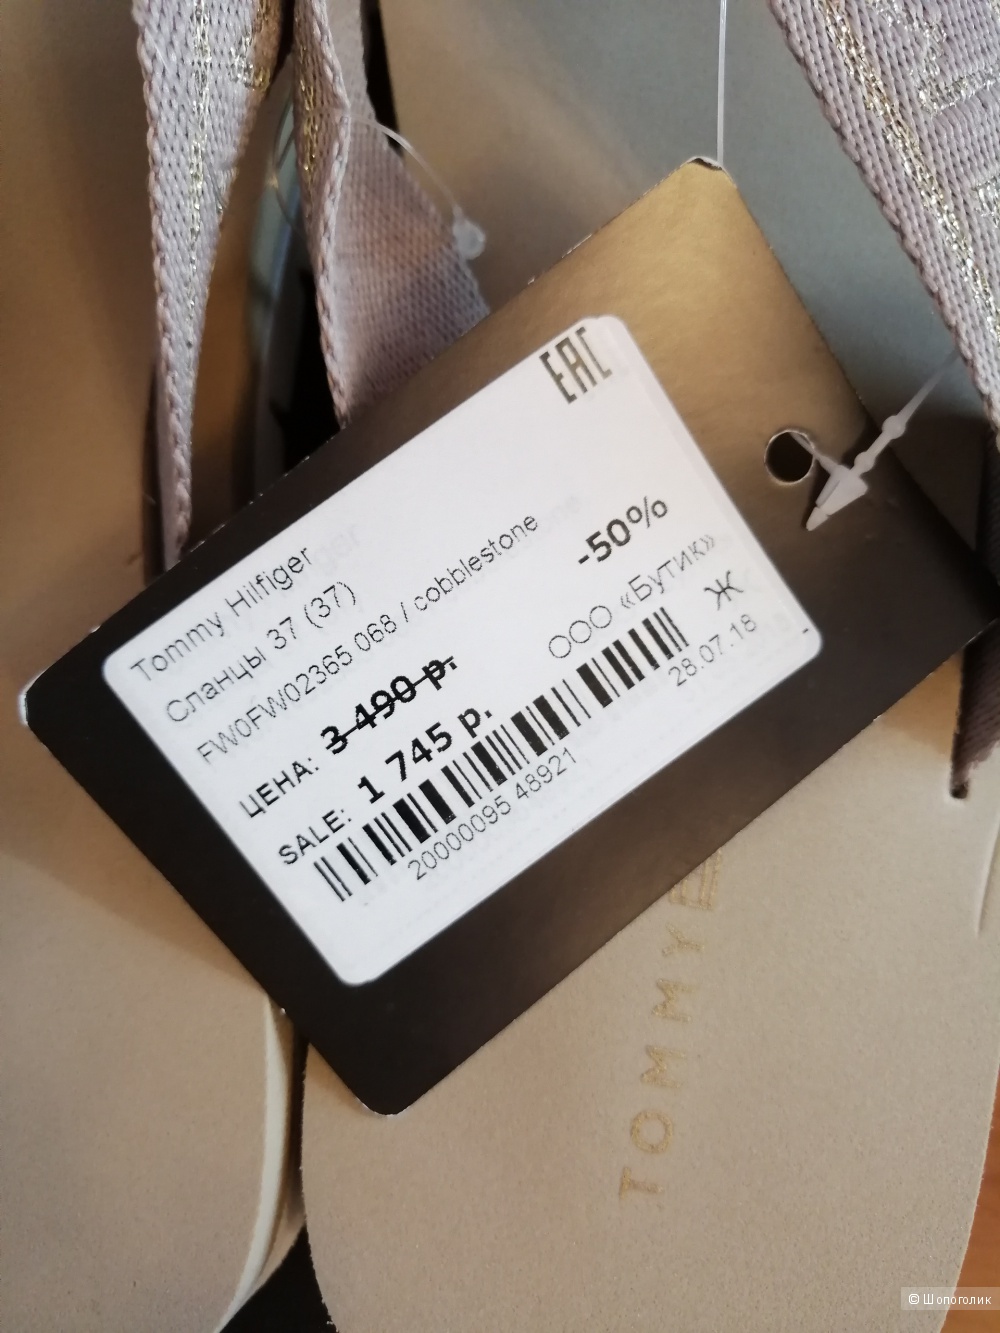 EAC
Tommy Hilfiger
Сланцы 37 (37)
FW0FW02365 068 / cobblestone
-50%
ЦЕНА: 3 490 р.
ООО «Бутик»
SALE: 1 745 р.
Ж
28.07.18
20000095 48921
TOMMY
© Шопоголик